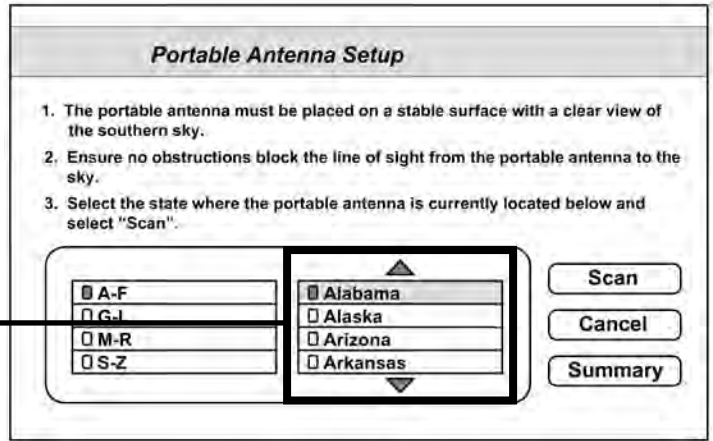 Portable Antenna Setup
1. The portable antenna must be placed on a stable surface with a clear view of
the southern sky.
2. Ensure no obstructions block the line of sight from the portable antenna to the
sky.
3. Select the state where the portable antenna is currently located below and
select "Scan".
A-F
G-L
M-R
S-Z
Alabama
Alaska
Arizona
Arkansas
Scan
Cancel
Summary